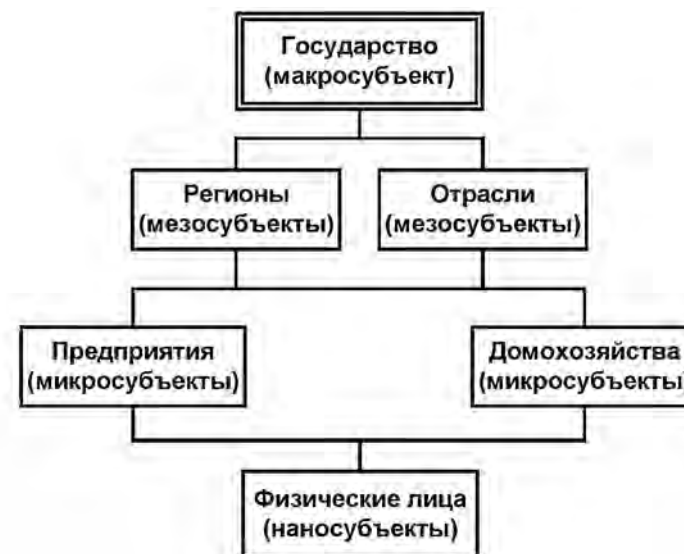 Государство
(макросубъект)
Регионы
(мезосубъекты)
Отрасли
(мезосубъекты)
Предприятия
(микросубъекты)
Домохозяйства
(микросубъекты)
Физические лица
(наносубъекты)